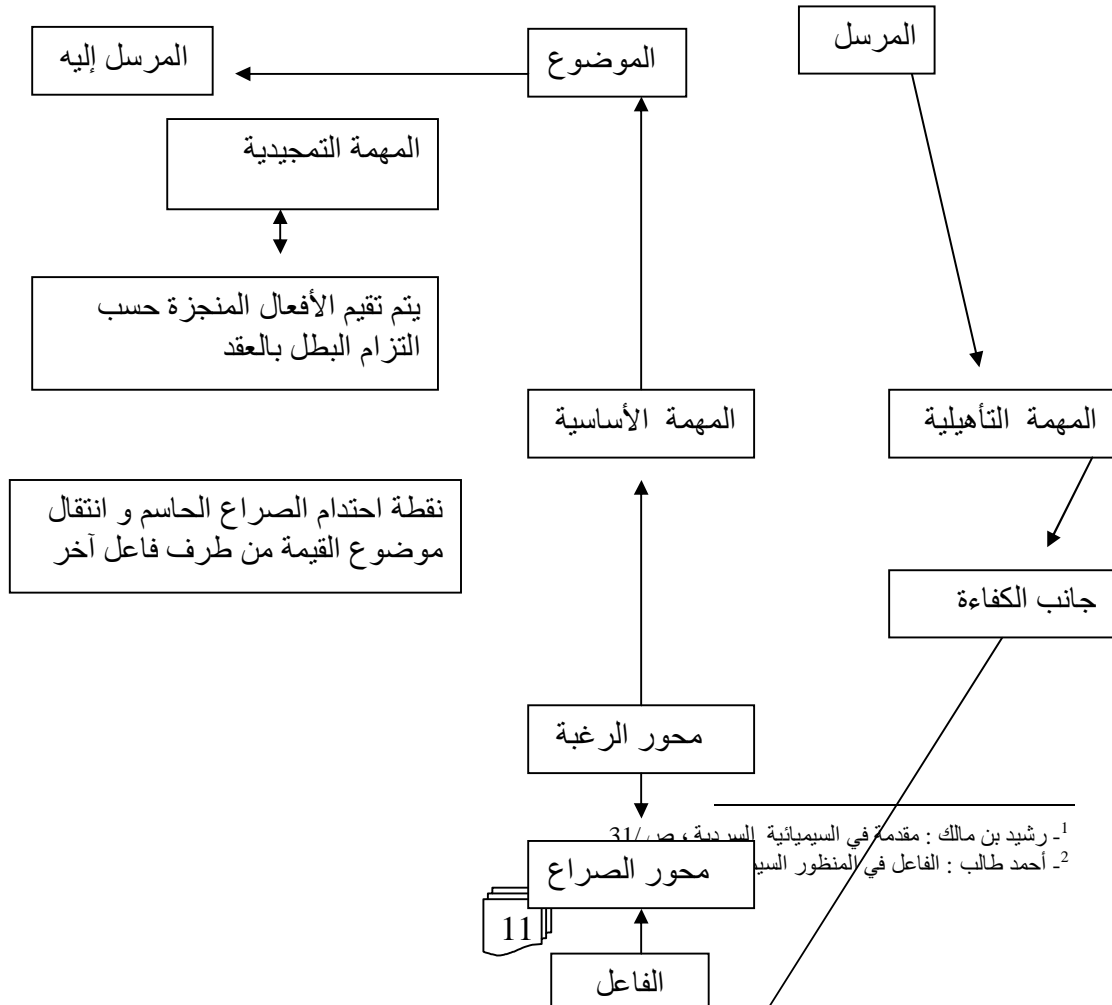 المرسل
الموضوع
المرسل إليه
المهمة التمجيدية
يتم تقيم الأفعال المنجزة حسب
التزام البطل بالعقد
المهمة التأهيلية
المهمة الأساسية
نقطة احتدام الصراع الحاسم و انتقال
موضوع القيمة من طرف فاعل آخر
جانب الكفاءة
محور الرغبة
1- رشيد بن مالك : مقدمة في السيميائية السردية ، ص /31
2- أحمد طالب : الفاعل في المنظور
محور الصراع
11
الفاعل